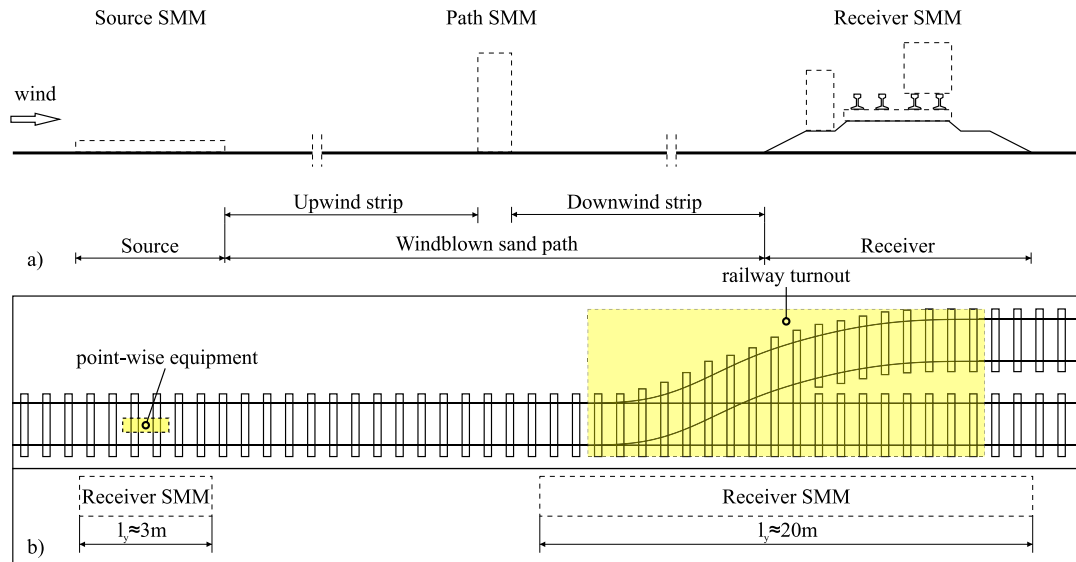 Source SMM
Path SMM
Receiver SMM
wind
Upwind strip
Downwind strip
Source
Windblown sand path
Receiver
a)
railway turnout
point-wise equipment
Receiver SMM
Receiver SMM
l_y≈3m
l_y≈20m
b)